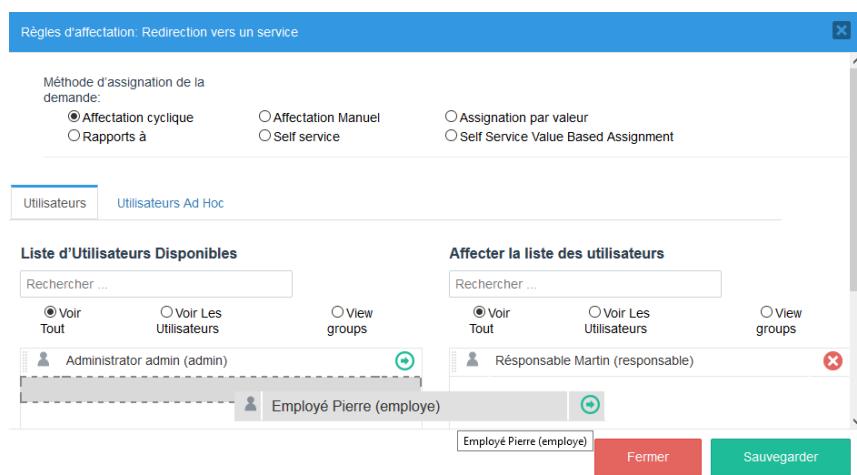 Règles d'affectation: Redirection vers un service
Méthode d'assignation de la
demande:
Affectation cyclique Affectation Manuel Assignation par valeur
Rapports à Self service Self Service Value Based Assignment
Utilisateurs Utilisateurs Ad Hoc
Liste d'Utilisateurs Disponibles Affecter la liste des utilisateurs
Rechercher ... Rechercher ...
Voir Voir Les View Voir Voir Les View
Tout Utilisateurs groups Tout Utilisateurs groups
Administrator admin (admin) Résponsable Martin (responsable)
Employé Pierre (employe)
Employé Pierre (employe)
Fermer Sauvegarder